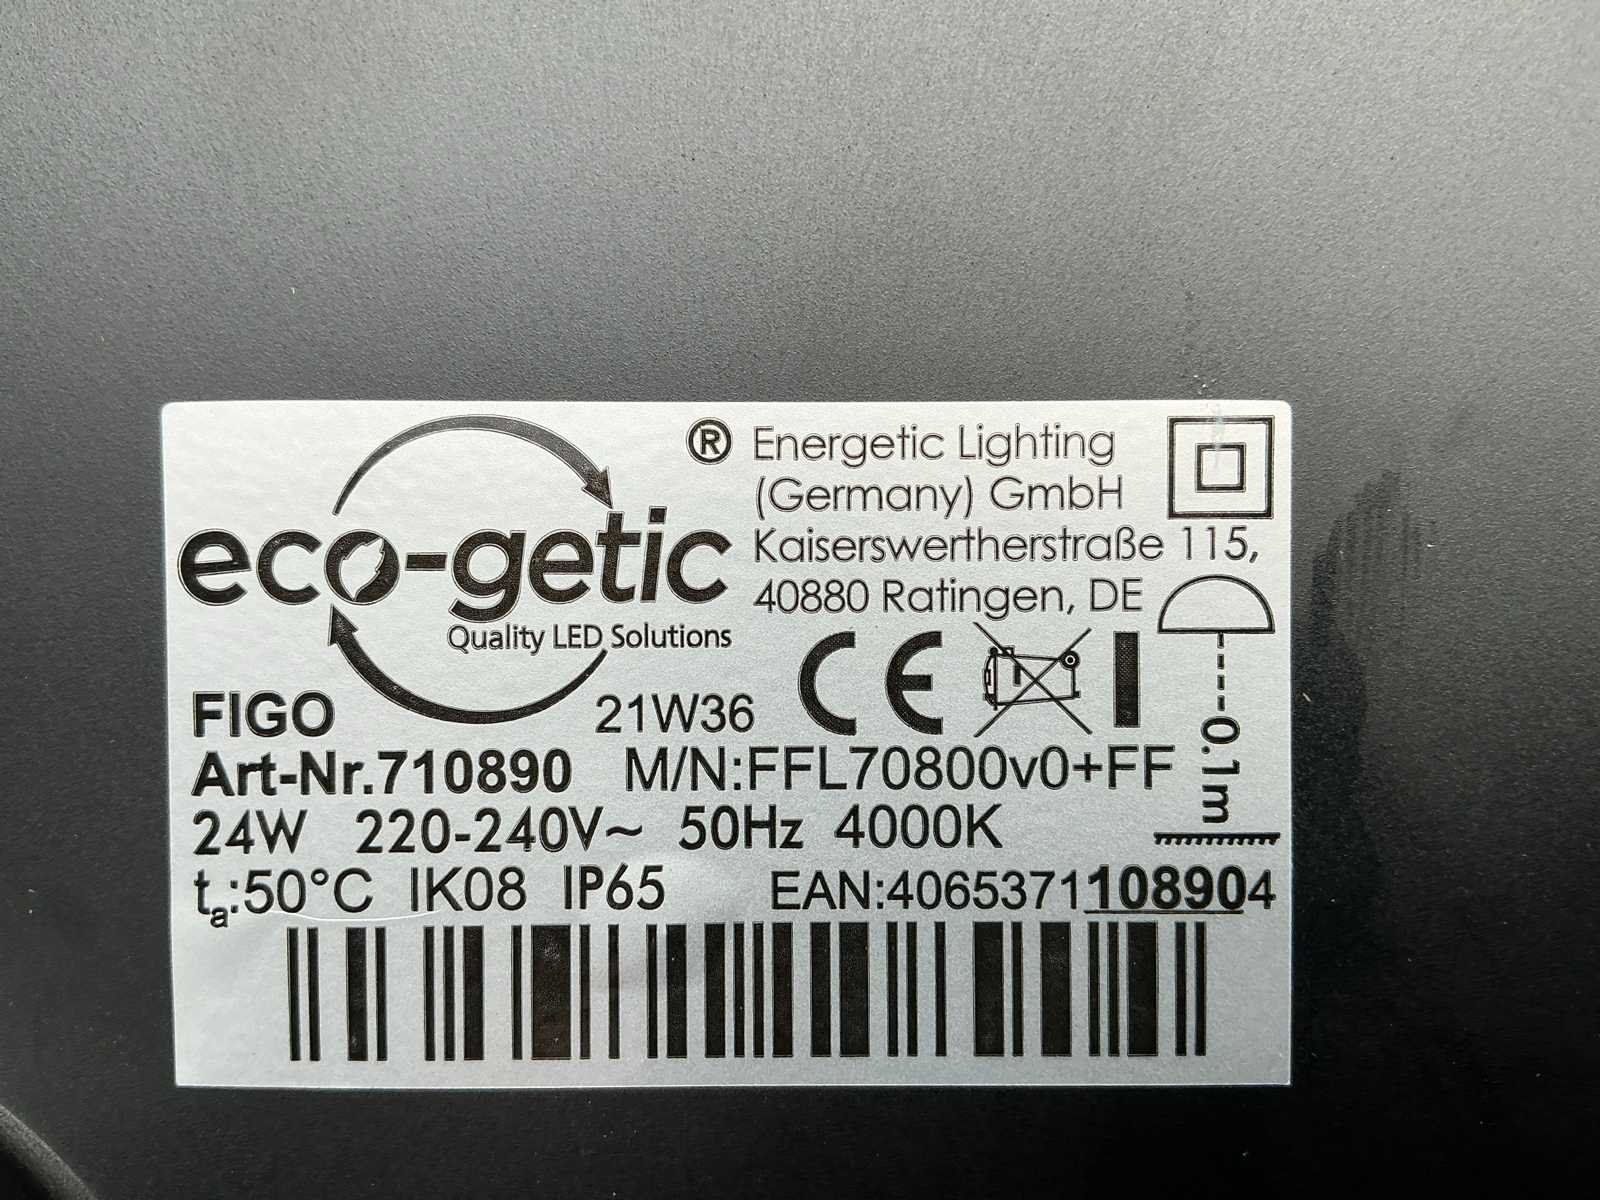 eco-getic ®
Quality LED Solutions
Energetic Lighting
(Germany) GmbH
Kaiserswertherstraße 115,
40880 Ratingen, DE
CE
0.1m
FIGO 21W36
Art-Nr.710890 M/N:FFL70800v0+FF
24W 220-240V~ 50Hz 4000K
ta:50°C IK08 IP65 EAN:4065371108904